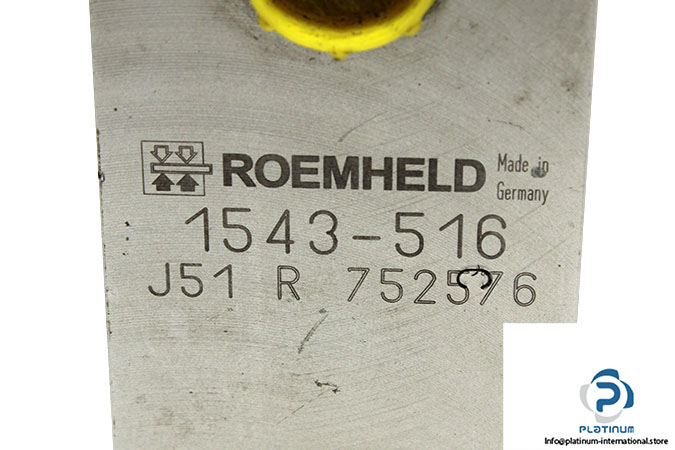 ROEMHELD
Made in
Germany
1543-516
J51 R 752576
PLATINUM
Info@platinum-international.store